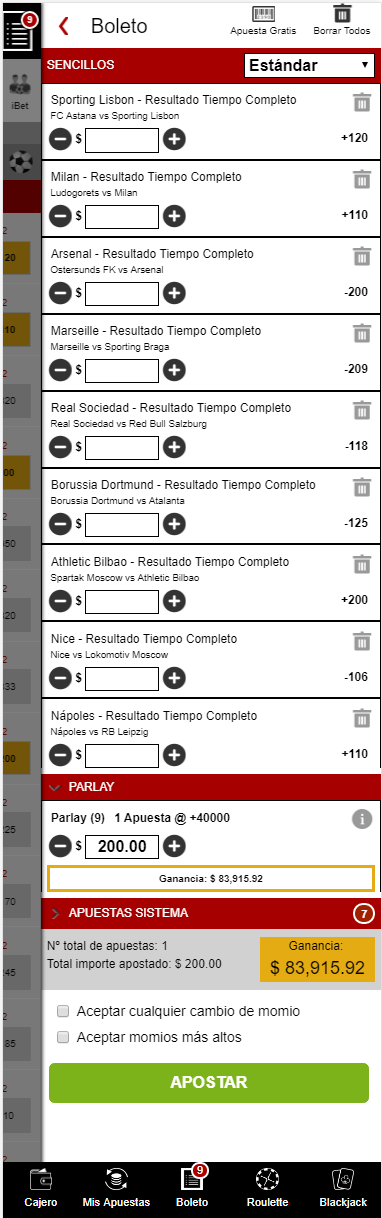 9
Boleto
Apuesta Gratis
Borrar Todos
iBet
SENCILLOS
Estándar
Sporting Lisbon - Resultado Tiempo Completo
FC Astana vs Sporting Lisbon
$
+120
Milan - Resultado Tiempo Completo
Ludogorets vs Milan
$
+110
Arsenal - Resultado Tiempo Completo
Ostersunds FK vs Arsenal
$
-200
Marseille - Resultado Tiempo Completo
Marseille vs Sporting Braga
$
-209
Real Sociedad - Resultado Tiempo Completo
Real Sociedad vs Red Bull Salzburg
$
-118
Borussia Dortmund - Resultado Tiempo Completo
Borussia Dortmund vs Atalanta
$
-125
Athletic Bilbao - Resultado Tiempo Completo
Spartak Moscow vs Athletic Bilbao
$
+200
Nice - Resultado Tiempo Completo
Nice vs Lokomotiv Moscow
$
-106
Nápoles - Resultado Tiempo Completo
Nápoles vs RB Leipzig
$
+110
PARLAY
Parlay (9) 1 Apuesta @ +40000
$ 200.00
Ganancia: $ 83,915.92
APUESTAS SISTEMA
7
Nº total de apuestas: 1
Total importe apostado: $ 200.00
Ganancia:
$ 83,915.92
Aceptar cualquier cambio de momio
Aceptar momios más altos
APOSTAR
9
Cajero
Mis Apuestas
Boleto
Roulette
Blackjack